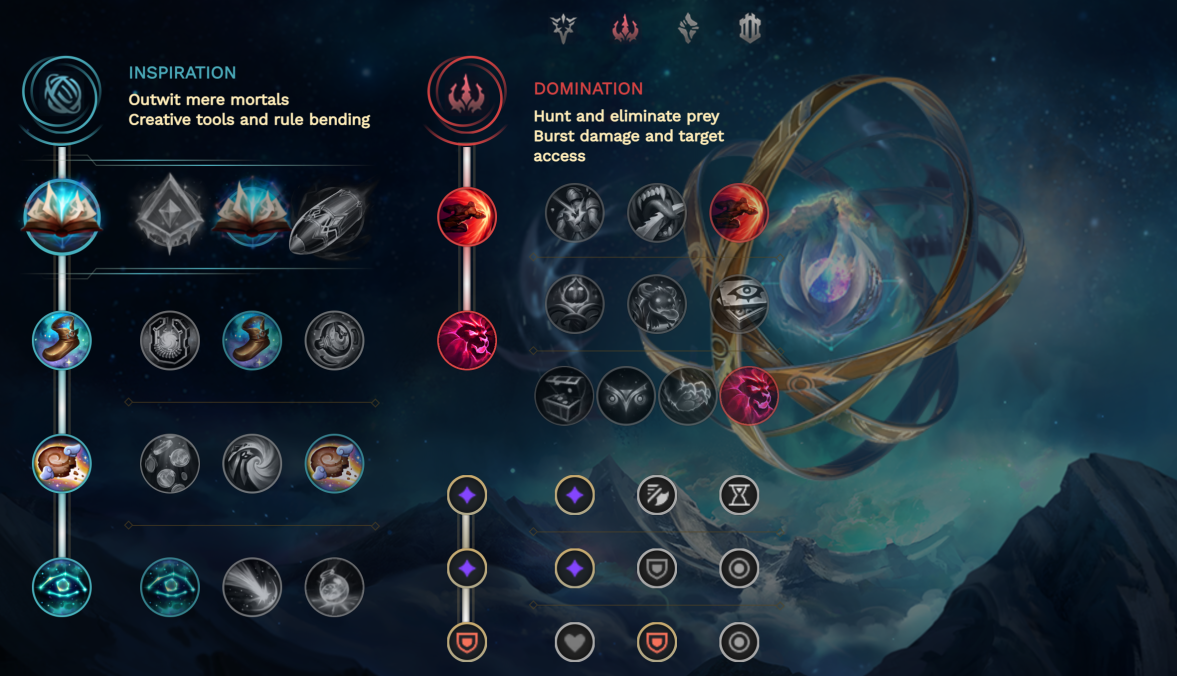 INSPIRATION
Outwit mere mortals
Creative tools and rule bending
DOMINATION
Hunt and eliminate prey
Burst damage and target
access